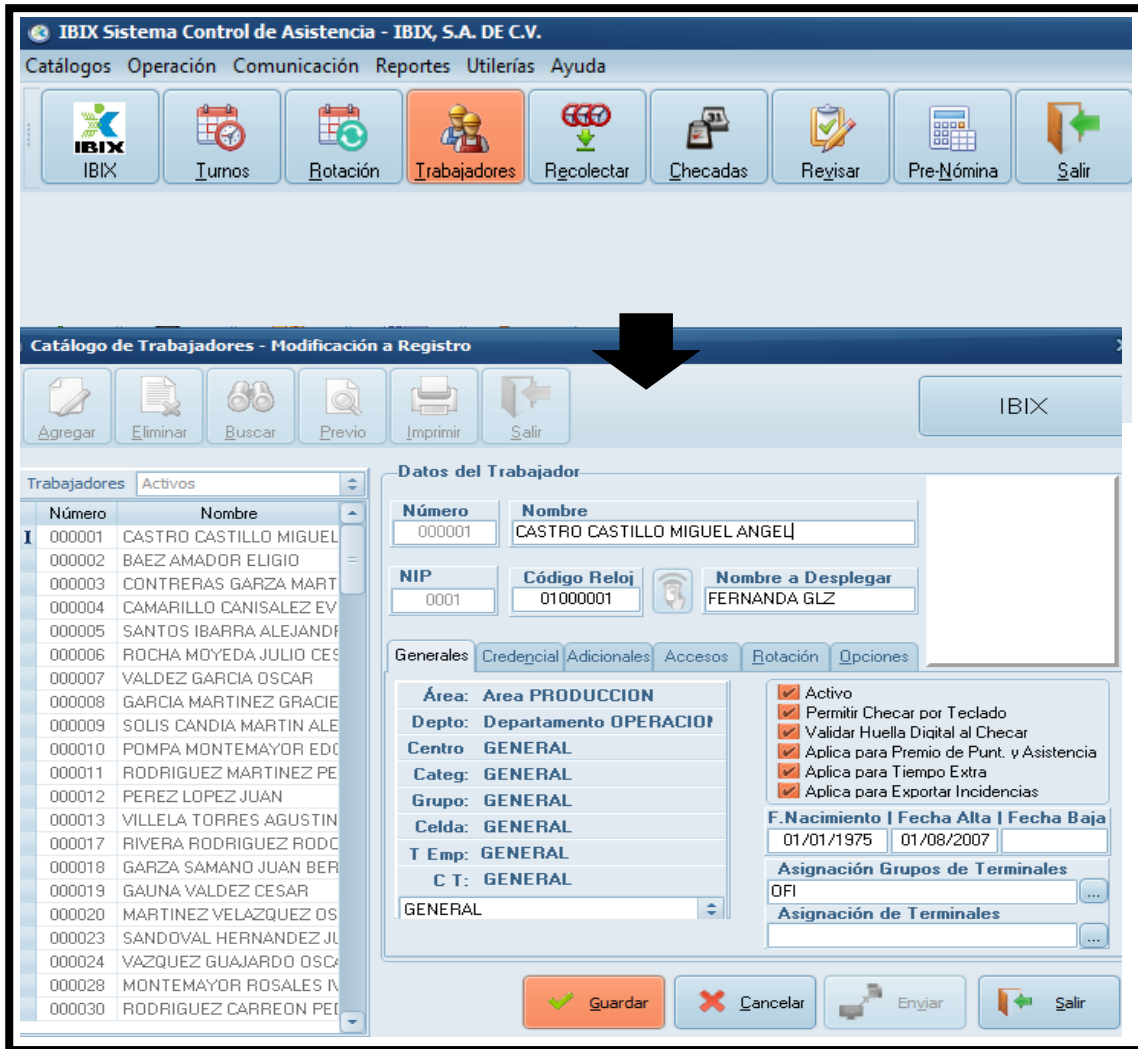 IBIX Sistema Control de Asistencia - IBIX, S.A. DE C.V.
Catálogos Operación Comunicación Reportes Utilerías Ayuda
IBIX
IBIX Turnos Rotación Trabajadores Recolectar Checadas Revisar Pre-Nómina Salir
Catálogo de Trabajadores - Modificación a Registro
Agregar Eliminar Buscar Previo Imprimir Salir
IBIX
Trabajadores Activos
Número Nombre
000001 CASTRO CASTILLO MIGUEL
000002 BAEZ AMADOR ELIGIO
000003 CONTRERAS GARZA MART
000004 CAMARILLO CANISALEZ EV
000005 SANTOS IBARRA ALEJANDR
000006 ROCHA MOYEDA JULIO CES
000007 VALDEZ GARCIA OSCAR
000008 GARCIA MARTINEZ GRACIE
000009 SOLIS CANDIA MARTIN ALE
000010 POMPA MONTEMAYOR EDO
000011 RODRIGUEZ MARTINEZ PE
000012 PEREZ LOPEZ JUAN
000013 VILLELA TORRES AGUSTIN
000017 RIVERA RODRIGUEZ RODO
000018 GARZA SAMANO JUAN BER
000019 GAUNA VALDEZ CESAR
000020 MARTINEZ VELAZQUEZ OS
000023 SANDOVAL HERNANDEZ JU
000024 VAZQUEZ GUAJARDO OSCA
000028 MONTEMAYOR ROSALES IV
000030 RODRIGUEZ CARREON PED
Datos del Trabajador
Número Nombre
000001 CASTRO CASTILLO MIGUEL ANGEL
NIP Código Reloj Nombre a Desplegar
0001 01000001 FERNANDA GLZ
Generales Credencial Adicionales Accesos Rotación Opciones
Área: Area PRODUCCION
Depto: Departamento OPERACION
Centro GENERAL
Categ: GENERAL
Grupo: GENERAL
Celda: GENERAL
T Emp: GENERAL
C T: GENERAL
GENERAL
Activo
Permitir Checar por Teclado
Validar Huella Digital al Checar
Aplica para Premio de Punt. y Asistencia
Aplica para Tiempo Extra
Aplica para Exportar Incidencias
F.Nacimiento | Fecha Alta | Fecha Baja
01/01/1975 01/08/2007
Asignación Grupos de Terminales
OFI ...
Asignación de Terminales
...
Guardar Cancelar Enviar Salir